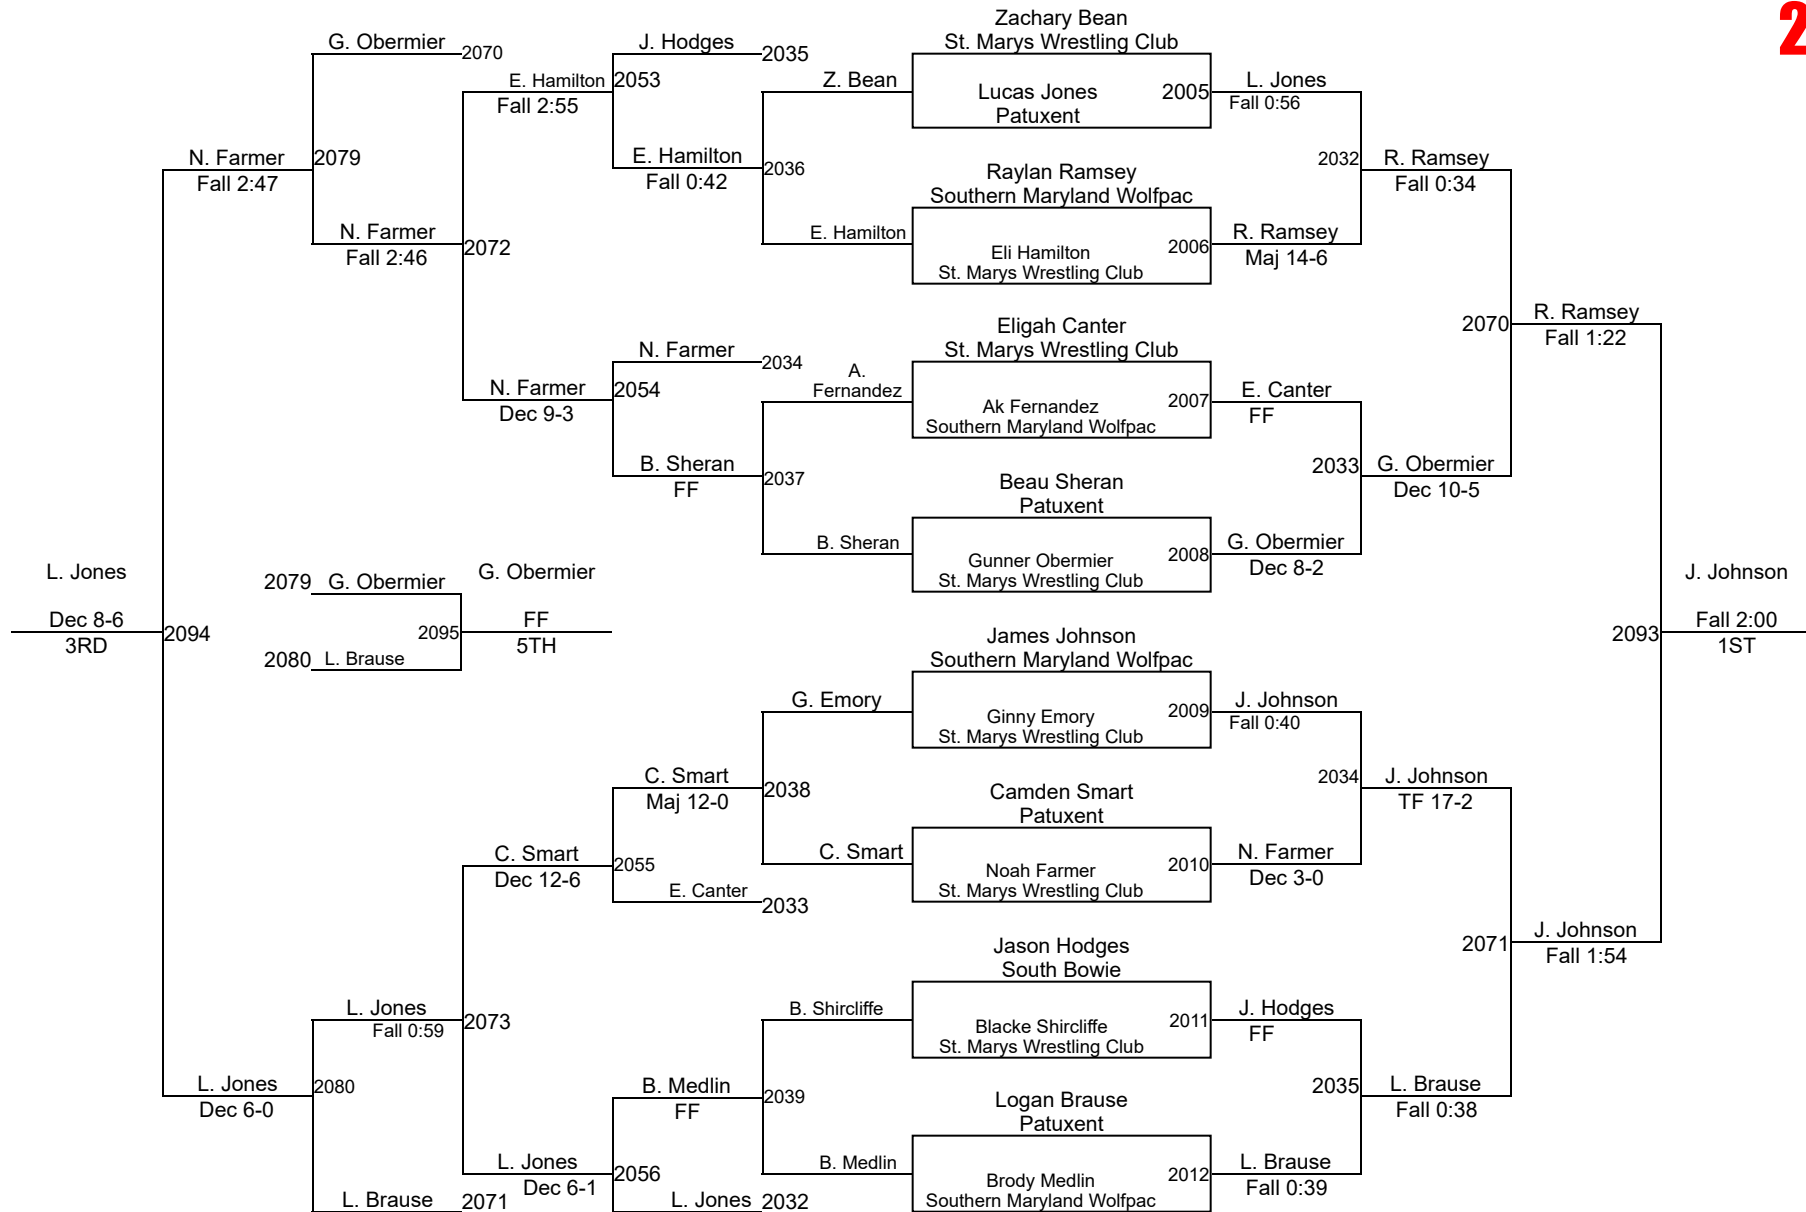 2
Zachary Bean
G. Obermier 2070 J. Hodges 2035 St. Marys Wrestling Club
E. Hamilton 2053 Z. Bean Lucas Jones 2005 L. Jones
Fall 2:55 Patuxent Fall 0:56
N. Farmer 2079 E. Hamilton 2036 Raylan Ramsey 2032 R. Ramsey
Fall 2:47 Fall 0:42 Southern Maryland Wolfpac Fall 0:34
N. Farmer 2072 E. Hamilton Eli Hamilton 2006 R. Ramsey
Fall 2:46 St. Marys Wrestling Club Maj 14-6
Eligah Canter 2070 R. Ramsey
N. Farmer 2034 St. Marys Wrestling Club Fall 1:22
N. Farmer 2054 A. Fernandez Ak Fernandez 2007 E. Canter
Dec 9-3 Southern Maryland Wolfpac FF
B. Sheran 2037 Beau Sheran 2033 G. Obermier
FF Patuxent Dec 10-5
B. Sheran Gunner Obermier 2008 G. Obermier
St. Marys Wrestling Club Dec 8-2
L. Jones 2079 G. Obermier G. Obermier J. Johnson
Dec 8-6 2094 2095 FF James Johnson 2093 Fall 2:00
3RD 2080 L. Brause 5TH Southern Maryland Wolfpac 1ST
G. Emory Ginny Emory 2009 J. Johnson
St. Marys Wrestling Club Fall 0:40
C. Smart 2038 Camden Smart 2034 J. Johnson
Maj 12-0 Patuxent TF 17-2
C. Smart 2055 C. Smart Noah Farmer 2010 N. Farmer
Dec 12-6 E. Canter 2033 St. Marys Wrestling Club Dec 3-0
Jason Hodges 2071 J. Johnson
South Bowie Fall 1:54
L. Jones 2073 B. Shircliffe Blacke Shircliffe 2011 J. Hodges
Fall 0:59 St. Marys Wrestling Club FF
L. Jones 2080 B. Medlin 2039 Logan Brause 2035 L. Brause
Dec 6-0 FF Patuxent Fall 0:38
L. Jones 2056 B. Medlin Brody Medlin 2012 L. Brause
Dec 6-1 Southern Maryland Wolfpac Fall 0:39
L. Brause 2071 L. Jones 2032